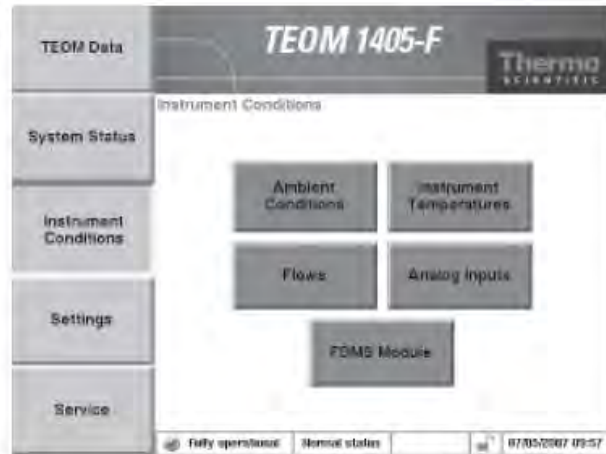 TEOM Data
TEOM 1405-F
Thermo
SCIENTIFIC
Instrument Conditions
System Status
Instrument
Conditions
Settings
Service
Ambient
Conditions
Instrument
Temperatures
Flows
Analog Inputs
FDMS Module
Fully operational
Normal status
07/05/2007 09:57